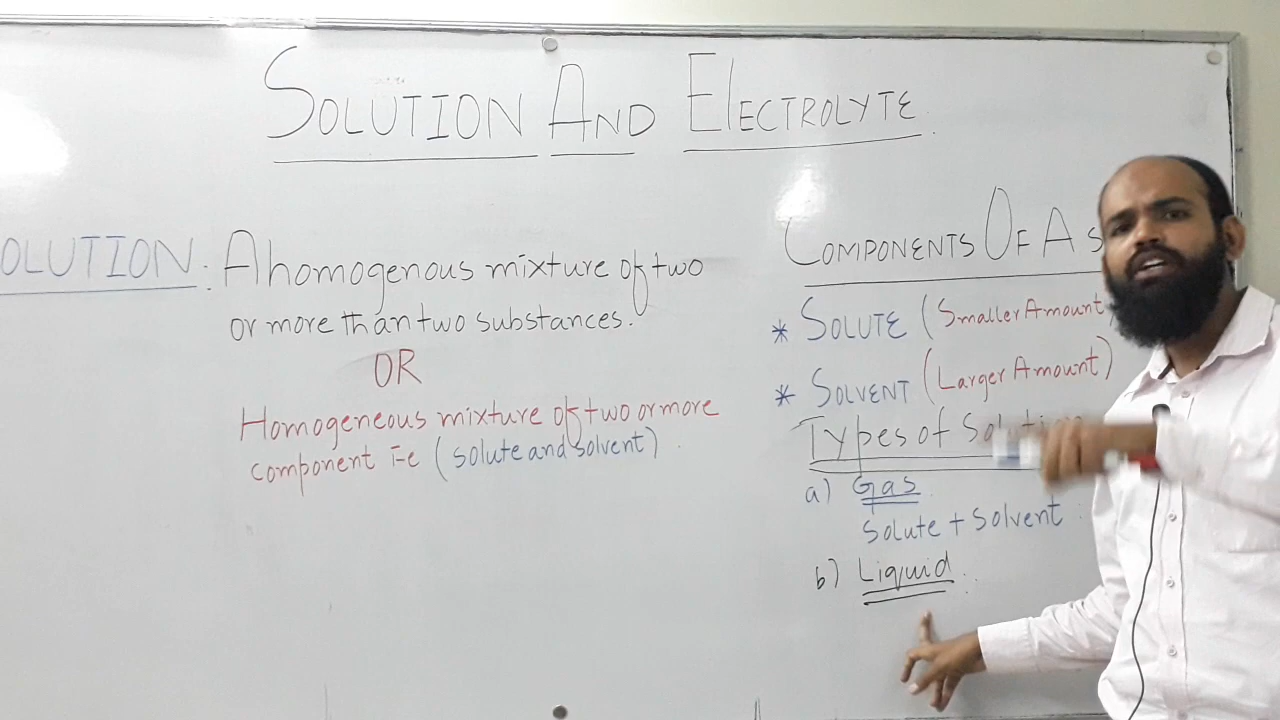 SOLUTION AND ELECTROLYTE.
OLUTION: A homogenous mixture of two
or more than two substances.
OR
Homogeneous mixture of two or more
component i-e (solute and solvent).
COMPONENTS OF A S
* SOLUTE (Smaller Amount)
* SOLVENT (Larger Amount)
Types of Solution
a) Gas
Solute + Solvent
b) Liquid